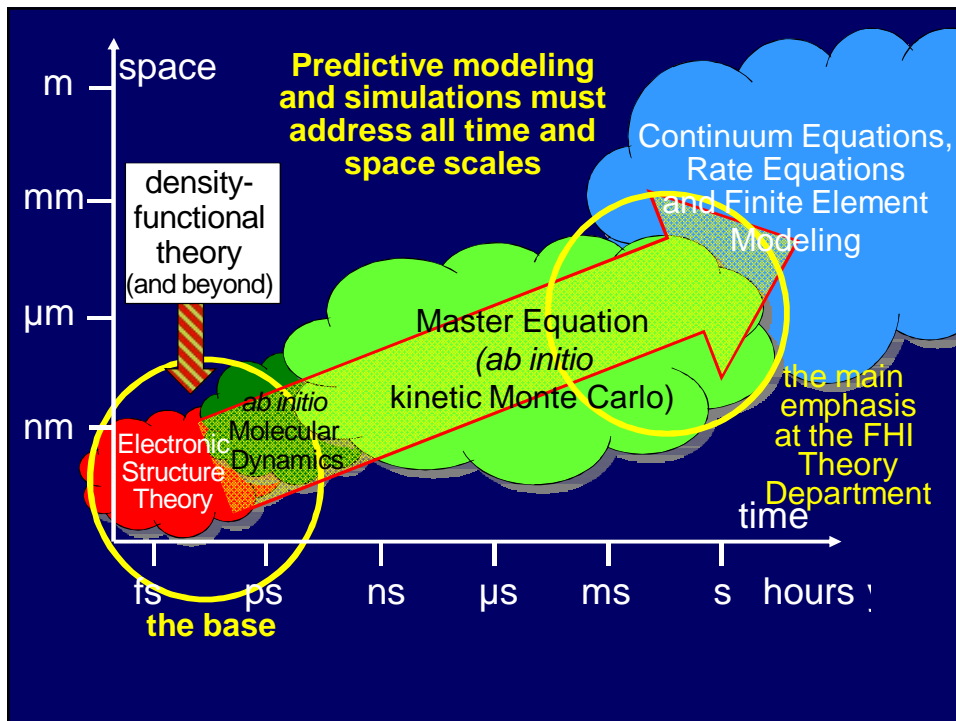 space
m
mm
µm
nm
Predictive modeling
and simulations must
address all time and
space scales
Continuum Equations,
Rate Equations
and Finite Element
Modeling
density-
functional
theory
(and beyond)
Master Equation
(ab initio
kinetic Monte Carlo)
ab initio
Molecular
Dynamics
Electronic
Structure
Theory
the main
emphasis
at the FHI
Theory
Department
time
fs ps ns µs ms s hours
the base